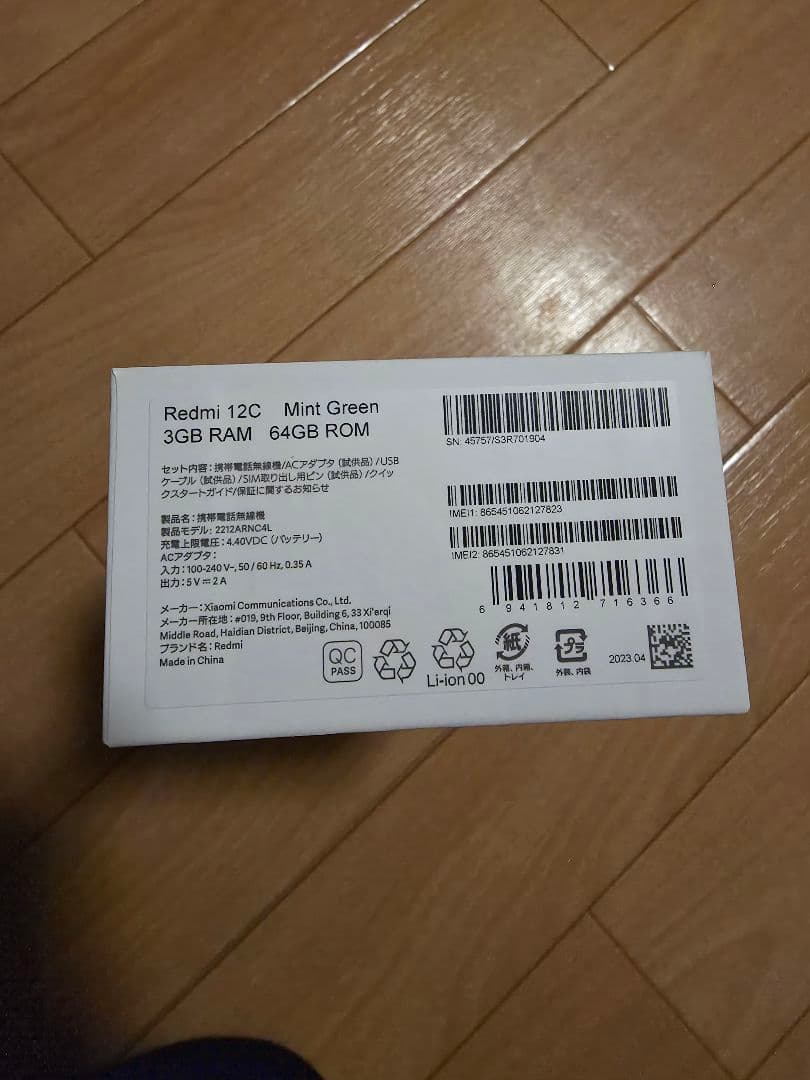 Redmi 12C Mint Green
3GB RAM 64GB ROM
セット内容：携帯電話無線機/ACアダプタ（試供品）/USB
ケーブル（試供品）/SIM取り出し用ピン（試供品）/クイッ
クスタートガイド/保証に関するお知らせ
製品名：携帯電話無線機
製品モデル：2212ARNC4L
充電上限電圧：4.40VDC（バッテリー）
ACアダプタ：
入力：100-240 V~, 50 / 60 Hz, 0.35 A
出力：5 V⎓2 A
メーカー：Xiaomi Communications Co., Ltd.
メーカー所在地：#019, 9th Floor, Building 6, 33 Xi'erqi
Middle Road, Haidian District, Beijing, China, 100085
ブランド名：Redmi
Made in China
SN: 45757/S3R701904
IMEI1: 865451062127823
IMEI2: 865451062127831
6 941812 716366
QC
PASS
Li-ion 00
紙
外箱、内箱、
トレイ
プラ
外装、内袋
2023.04